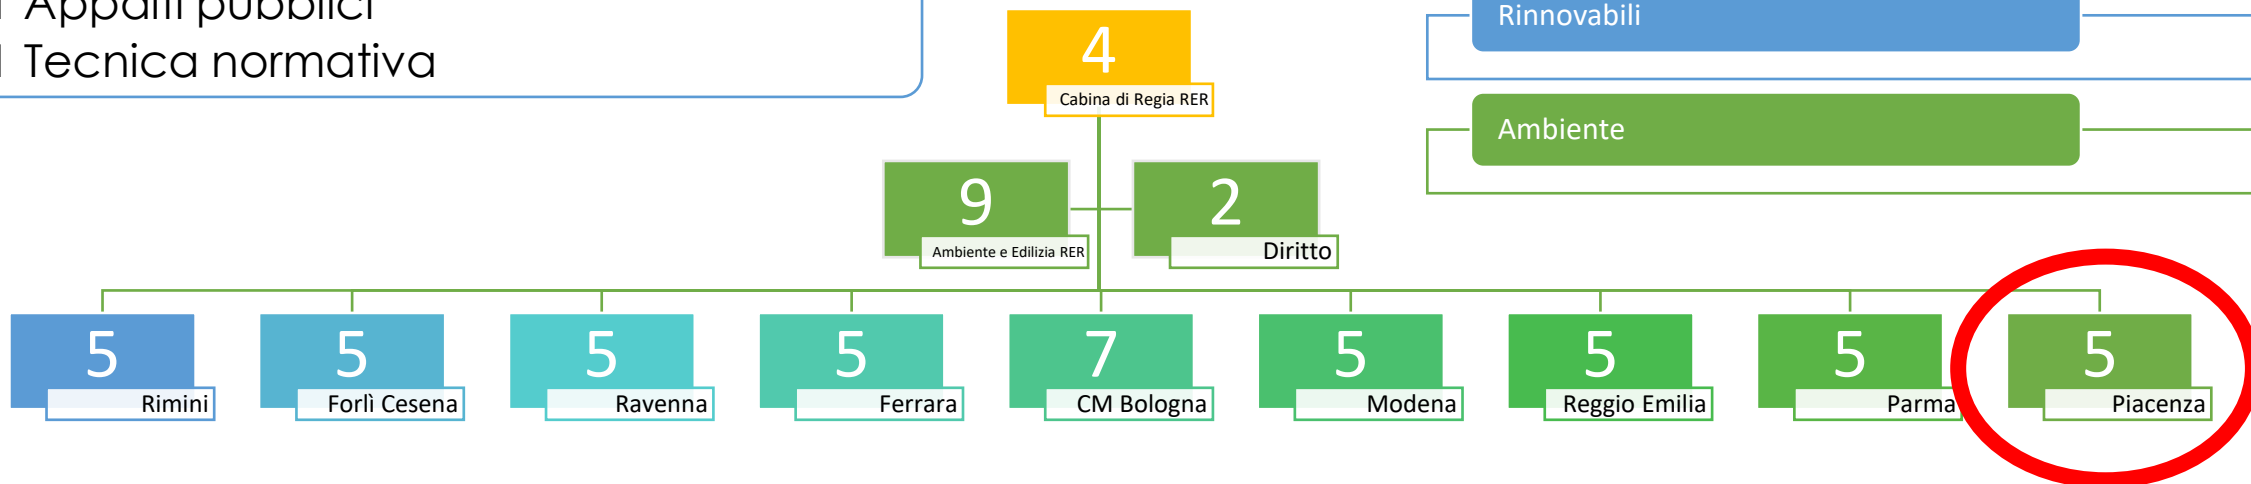 Appalti pubblici
Tecnica normativa
Rinnovabili
Ambiente
4
Cabina di Regia RER
9
Ambiente e Edilizia RER
2
Diritto
5
Rimini
5
Forlì Cesena
5
Ravenna
5
Ferrara
7
CM Bologna
5
Modena
5
Reggio Emilia
5
Parma
5
Piacenza